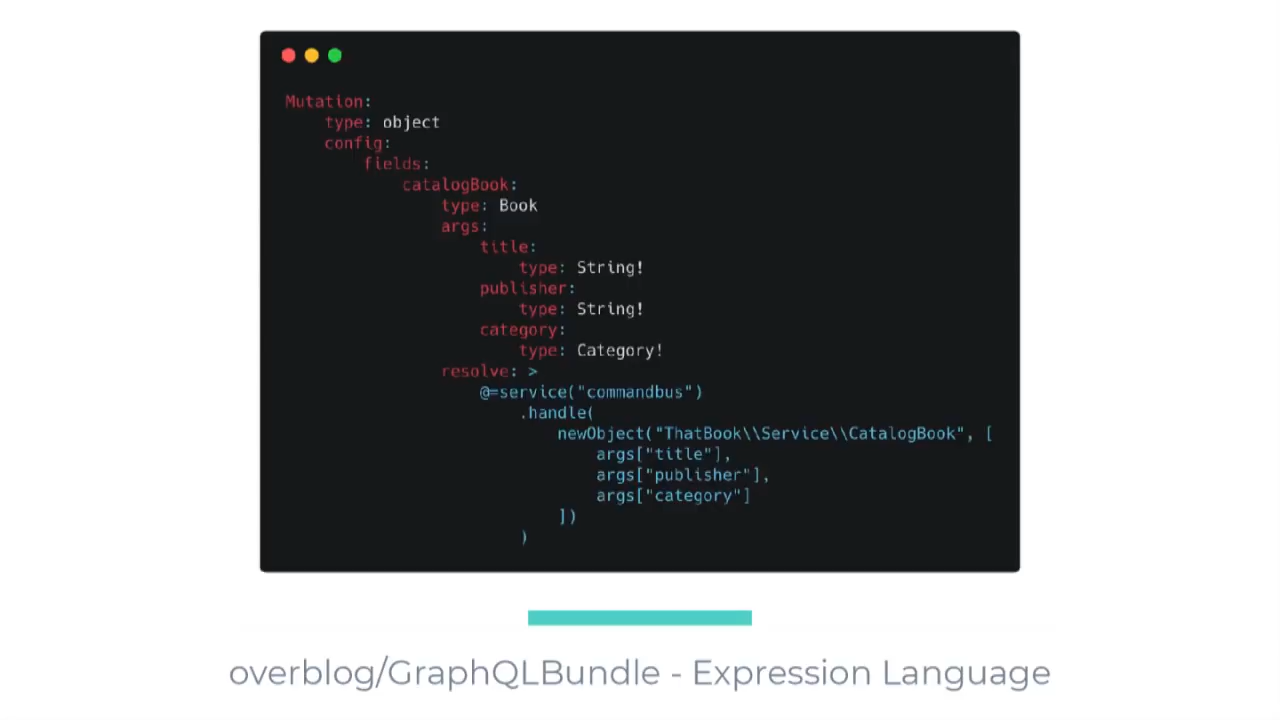 Mutation:
    type: object
    config:
        fields:
            catalogBook:
                type: Book
                args:
                    title:
                        type: String!
                    publisher:
                        type: String!
                    category:
                        type: Category!
                resolve: >
                    @=service("commandbus")
                        .handle(
                            newObject("ThatBook\\Service\\CatalogBook", [
                                args["title"],
                                args["publisher"],
                                args["category"]
                            ])
                        )
overblog/GraphQLBundle - Expression Language